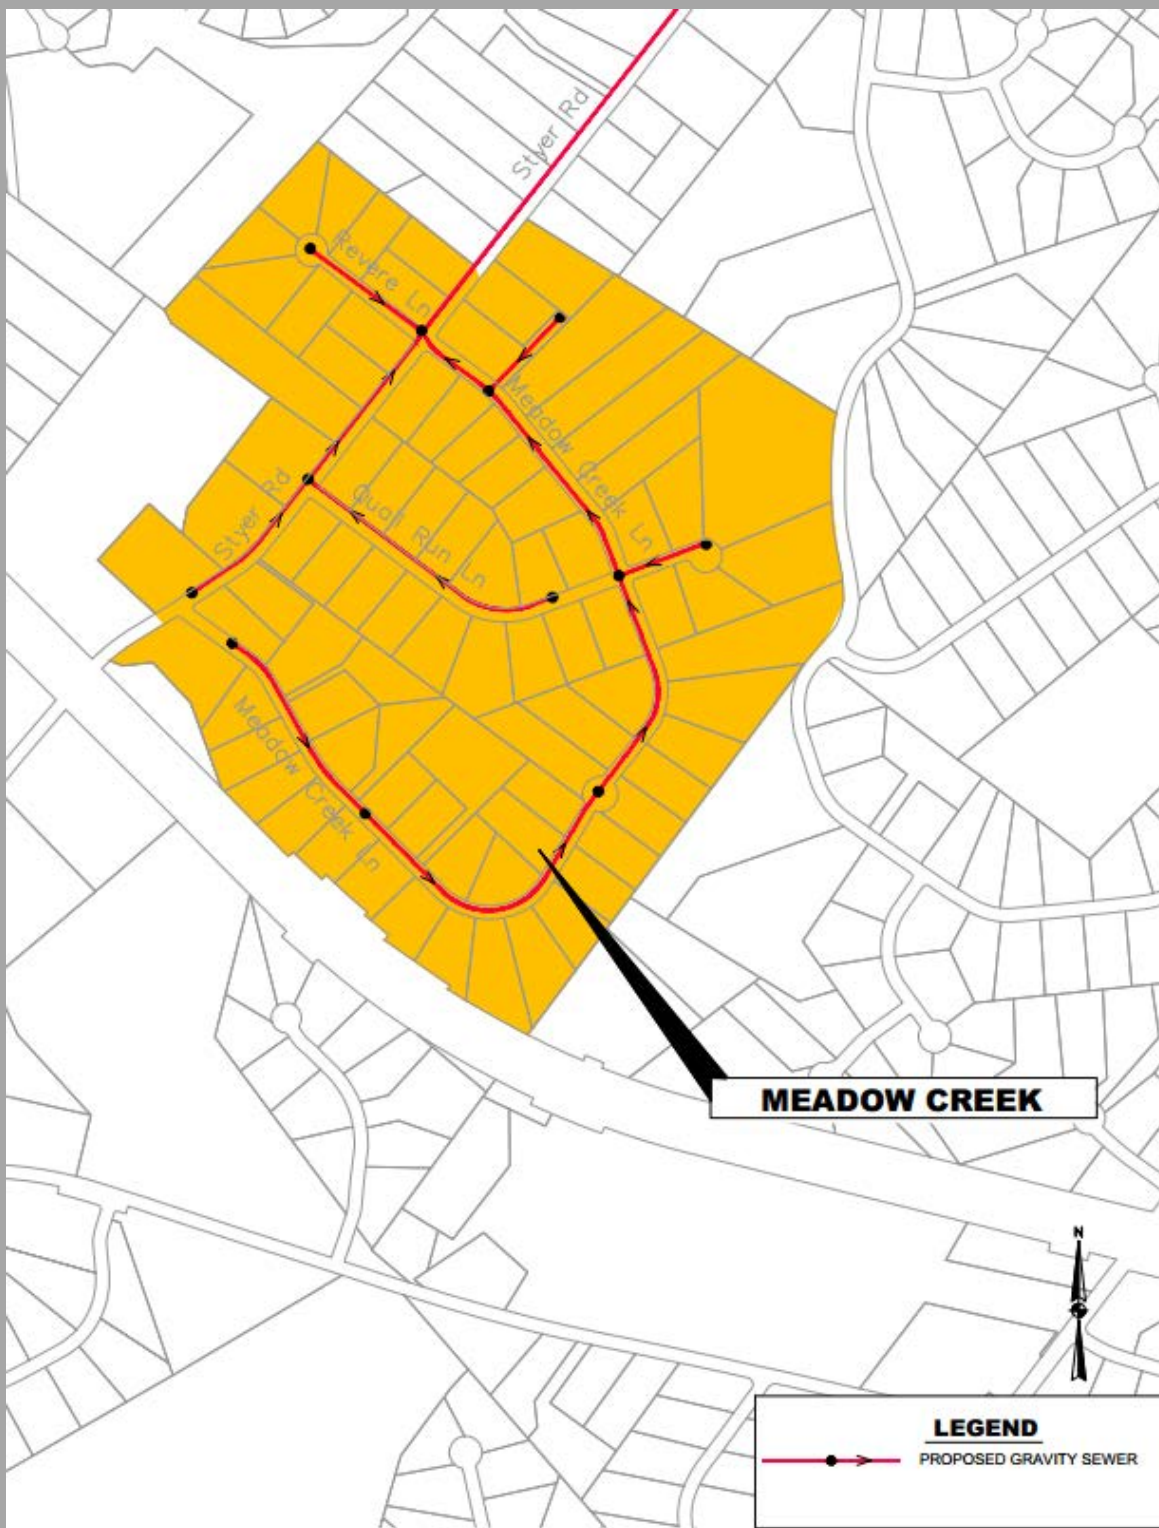 Styer Rd
Revere Ln
Meadow Creek Ln
Quail Run Ln
Styer Rd
Meadow Creek Ln
MEADOW CREEK
N
LEGEND
PROPOSED GRAVITY SEWER